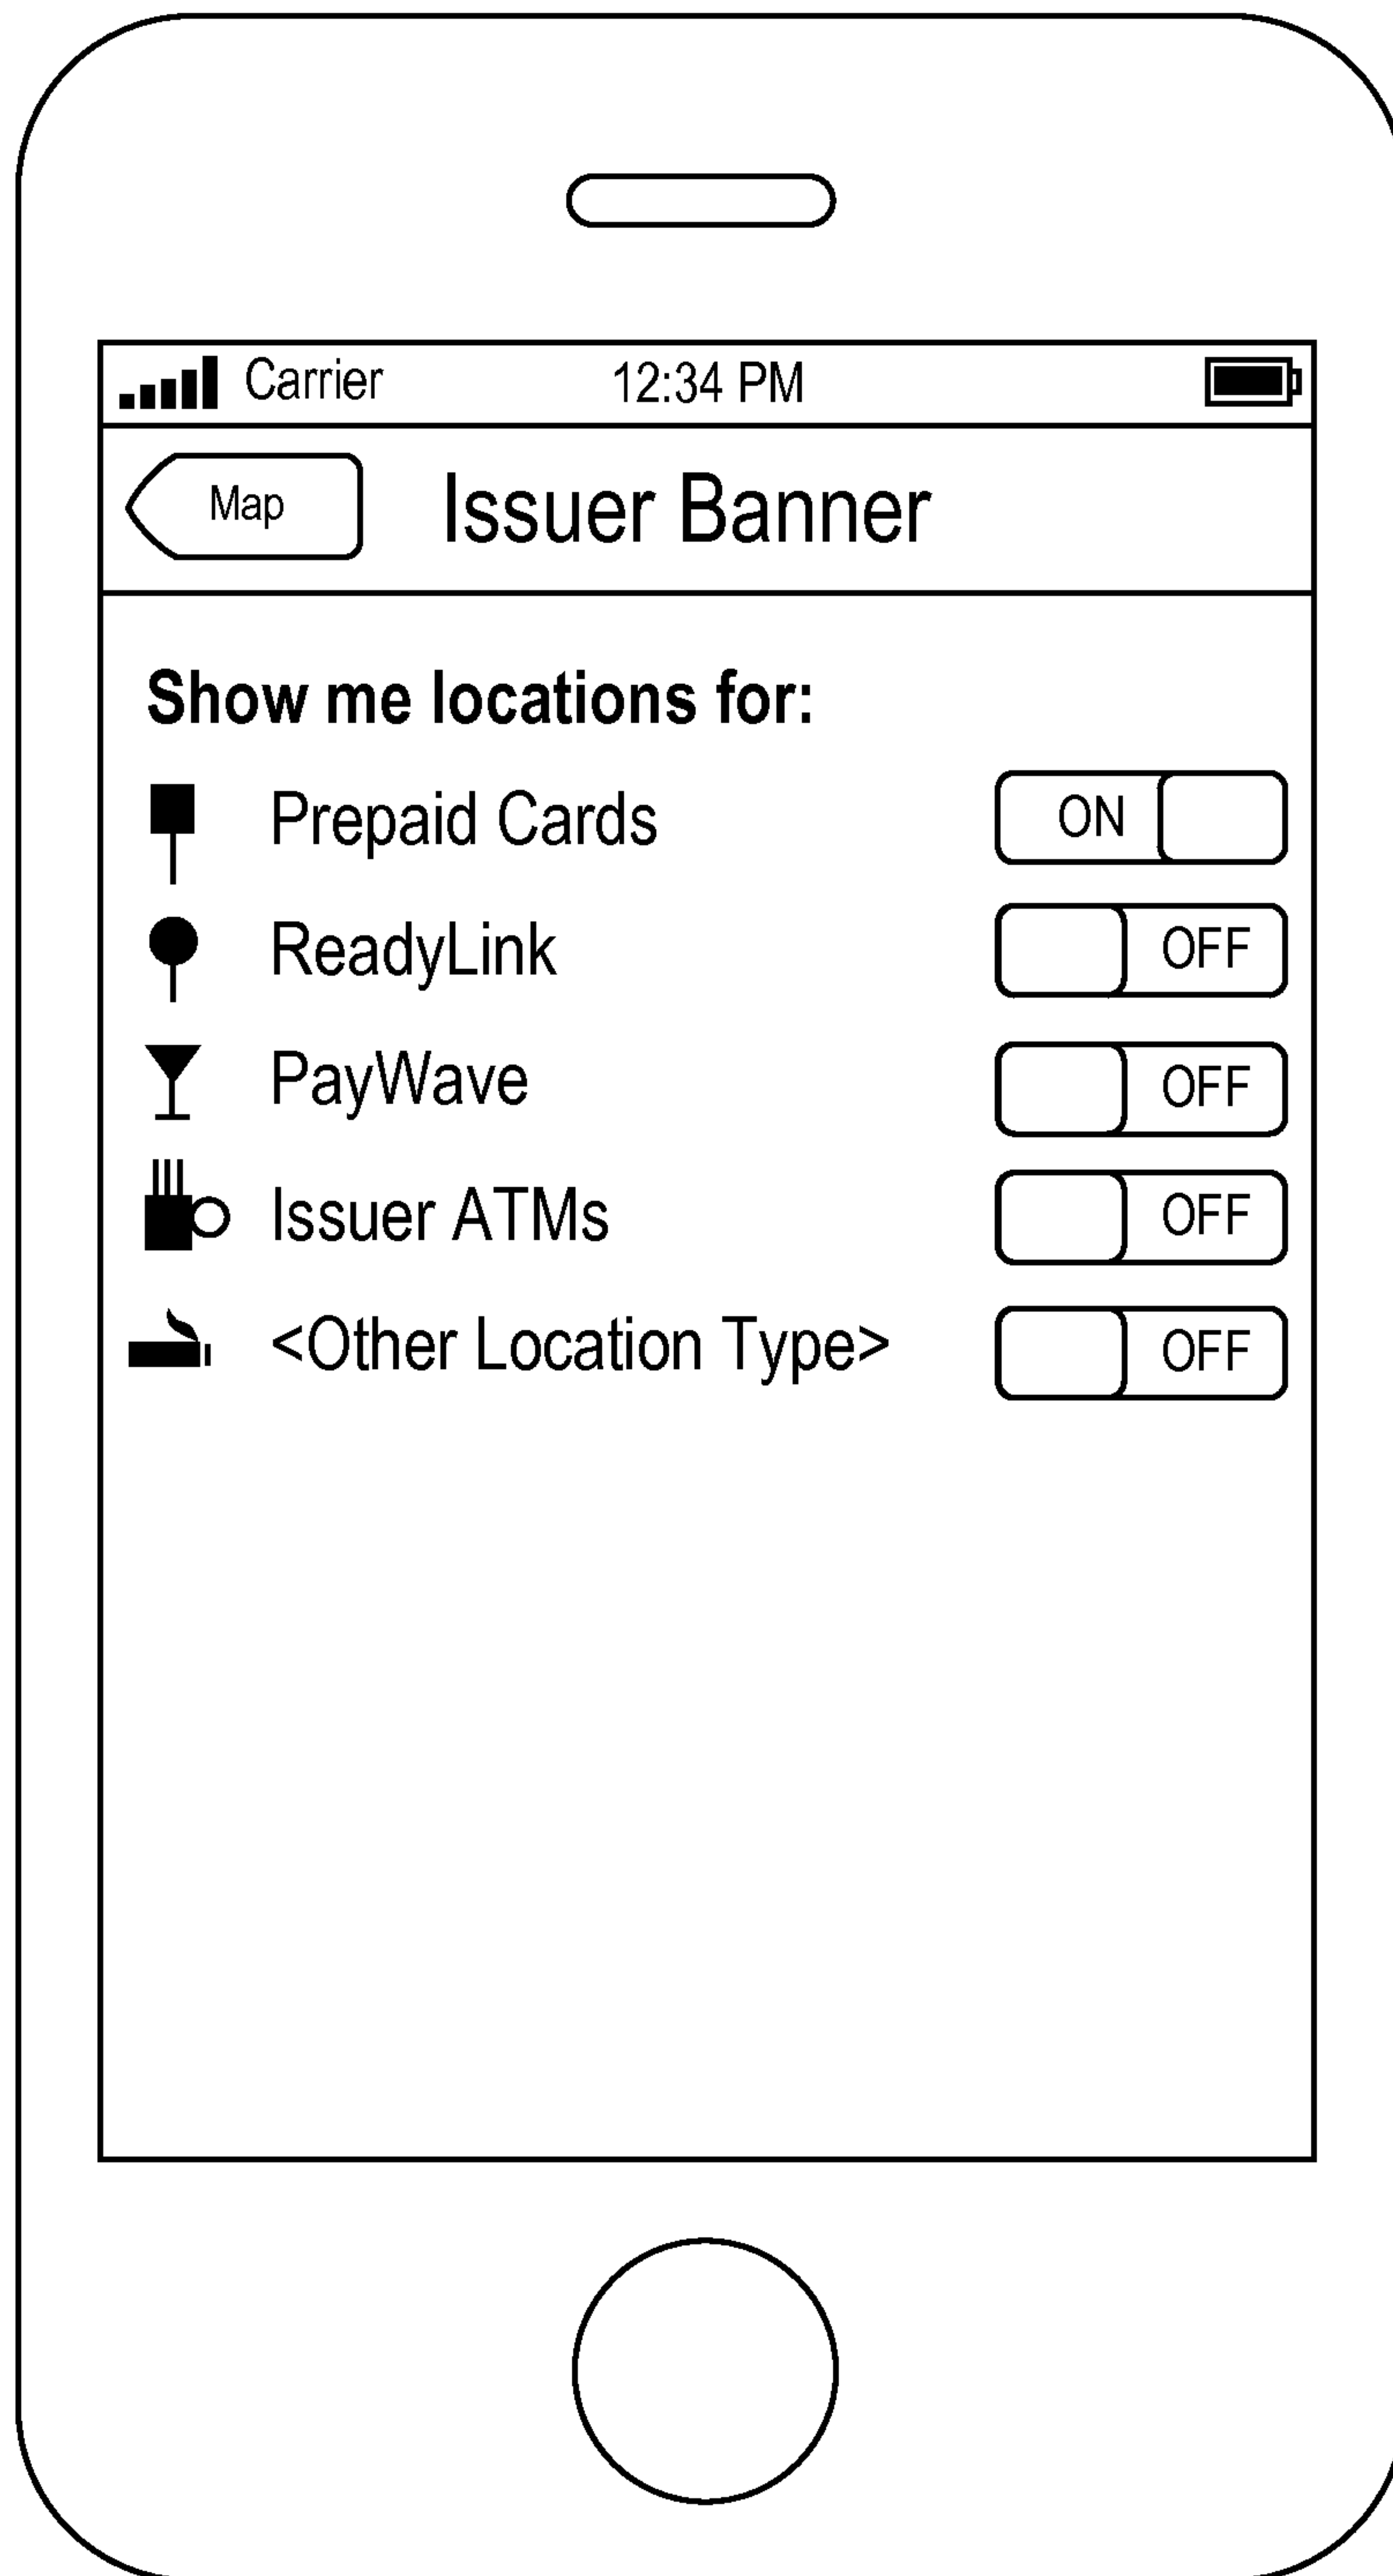 Carrier 12:34 PM
Map Issuer Banner
Show me locations for:
Prepaid Cards ON
ReadyLink OFF
PayWave OFF
Issuer ATMs OFF
<Other Location Type> OFF